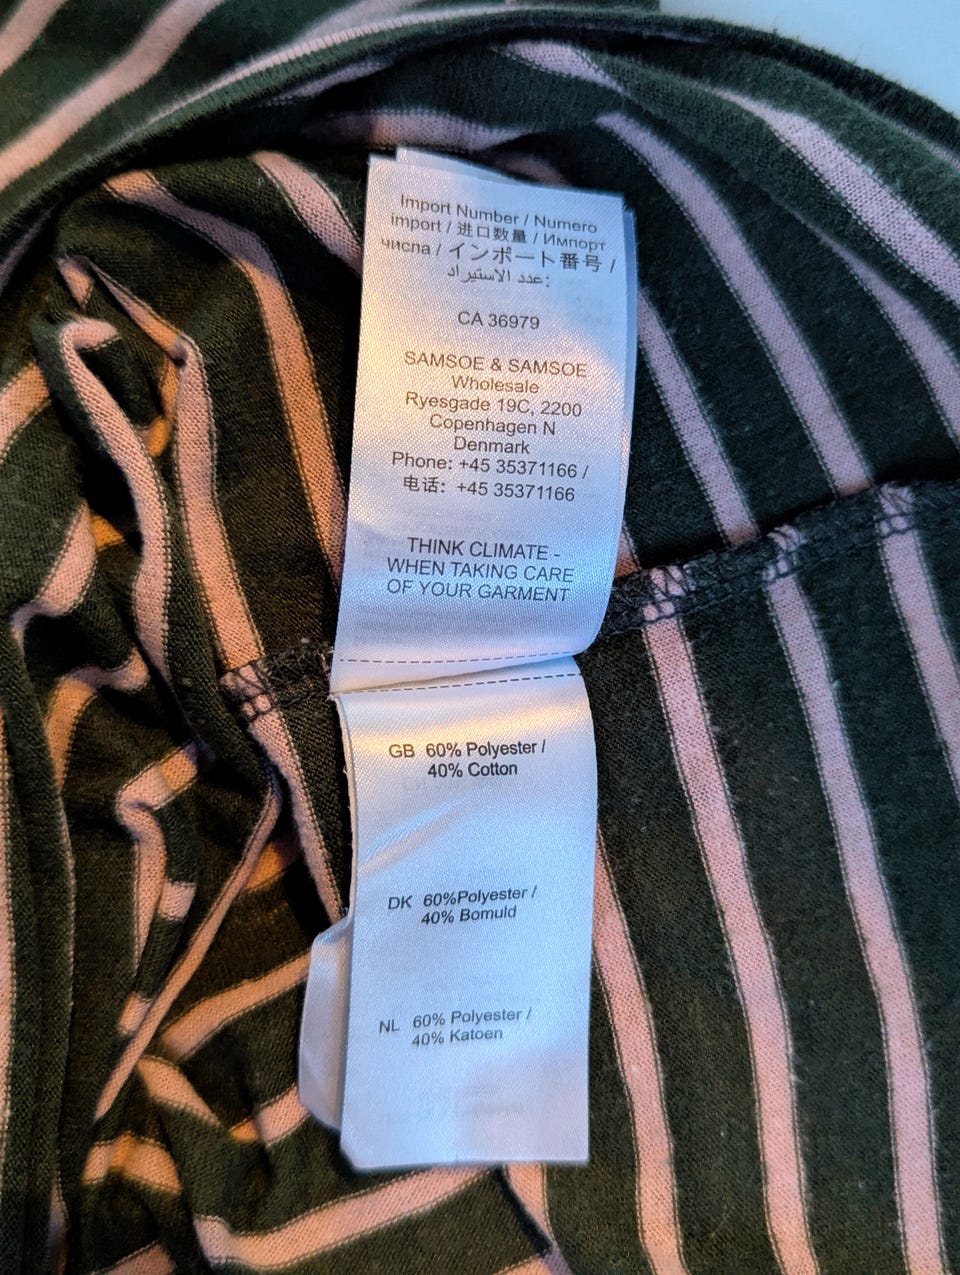 Import Number / Numero
import / 进口数量 / Импорт
числа / インポート番号 /
عدد الاستيراد:
CA 36979
SAMSOE & SAMSOE
Wholesale
Ryesgade 19C, 2200
Copenhagen N
Denmark
Phone: +45 35371166 /
电话: +45 35371166
THINK CLIMATE -
WHEN TAKING CARE
OF YOUR GARMENT
GB 60% Polyester /
40% Cotton
DK 60%Polyester /
40% Bomuld
NL 60% Polyester /
40% Katoen